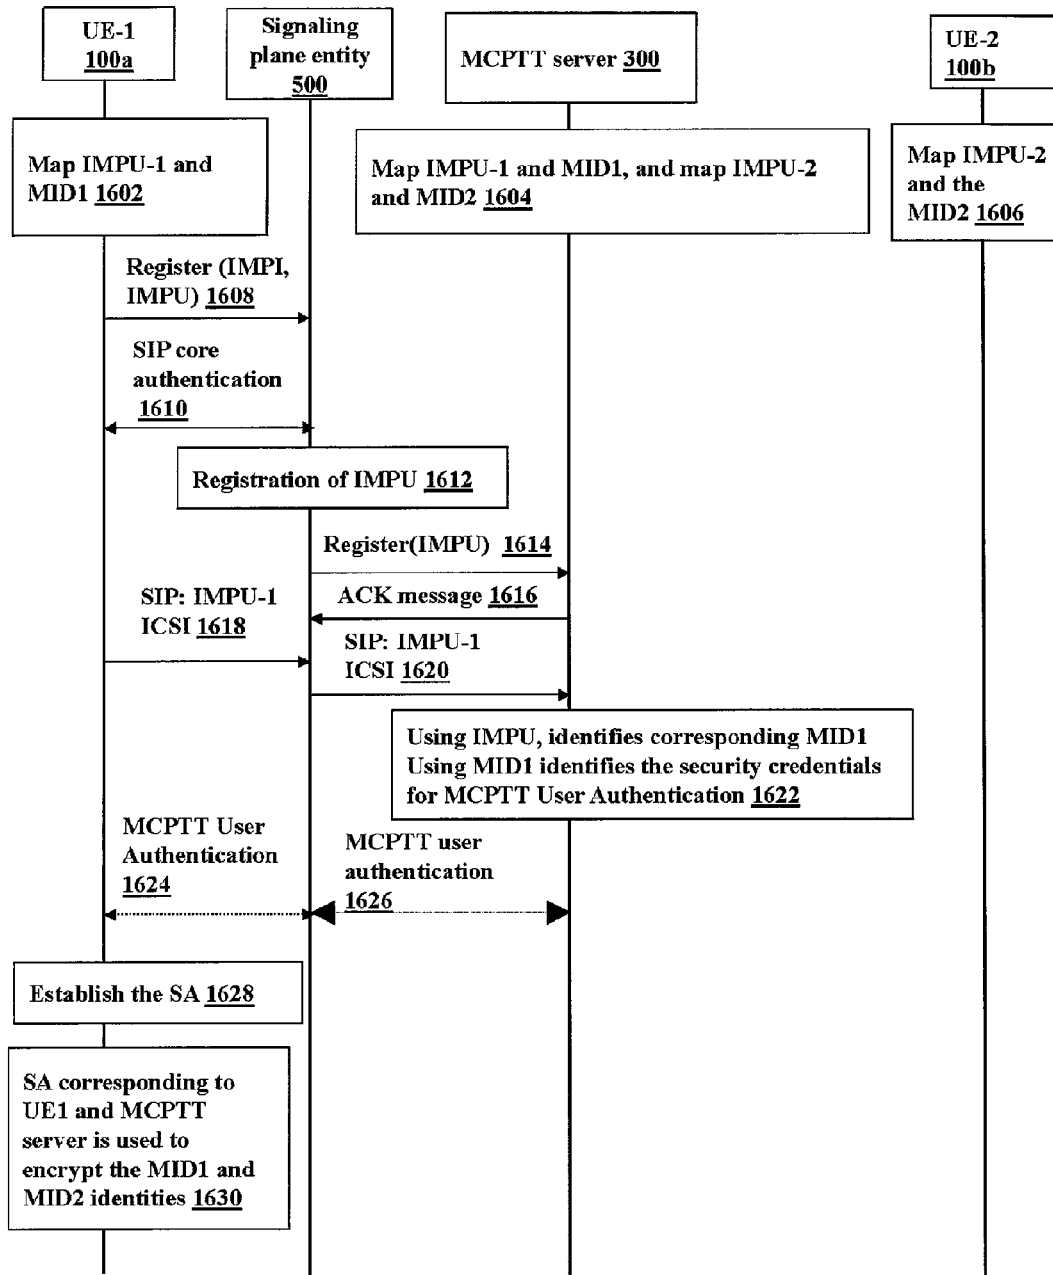 UE-1
100a
Signaling
plane entity
500
MCPTT server 300
UE-2
100b
Map IMPU-1 and
MID1 1602
Map IMPU-1 and MID1, and map IMPU-2
and MID2 1604
Map IMPU-2
and the
MID2 1606
Register (IMPI,
IMPU) 1608
SIP core
authentication
1610
Registration of IMPU 1612
Register(IMPU) 1614
ACK message 1616
SIP: IMPU-1
ICSI 1618
SIP: IMPU-1
ICSI 1620
Using IMPU, identifies corresponding MID1
Using MID1 identifies the security credentials
for MCPTT User Authentication 1622
MCPTT User
Authentication
1624
MCPTT user
authentication
1626
Establish the SA 1628
SA corresponding to
UE1 and MCPTT
server is used to
encrypt the MID1 and
MID2 identities 1630